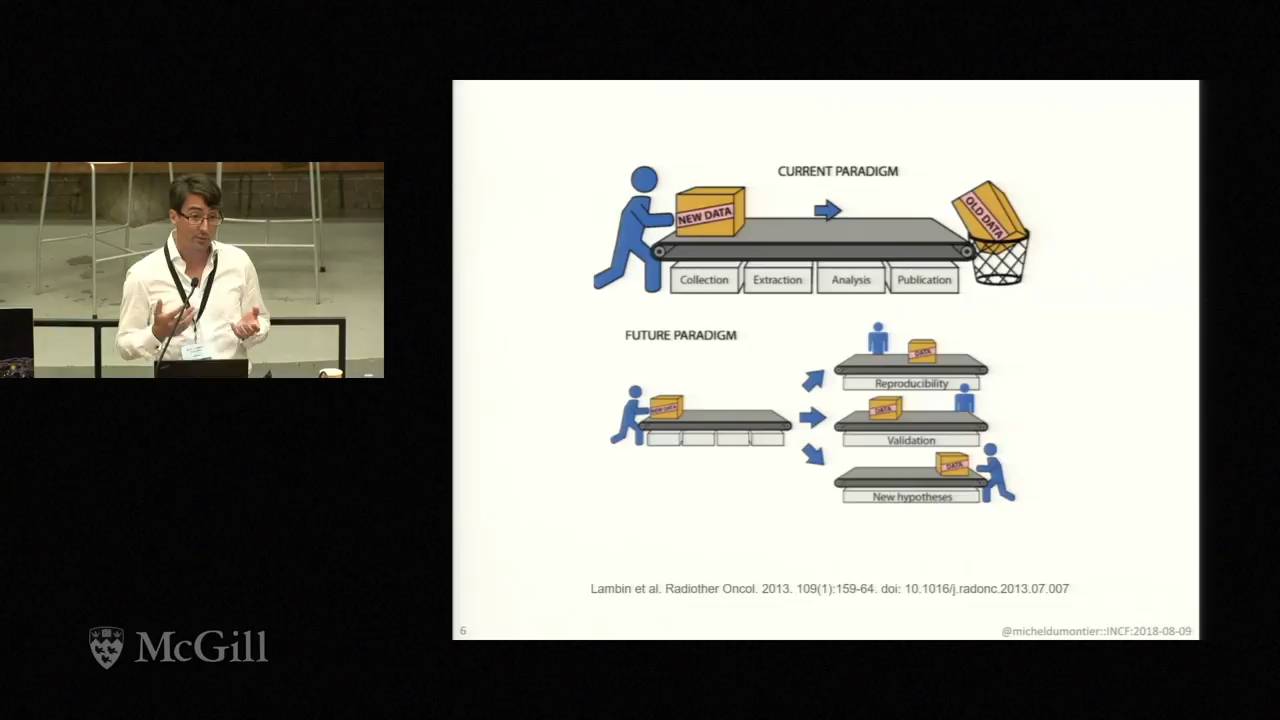 CURRENT PARADIGM
NEW DATA
OLD DATA
Collection
Extraction
Analysis
Publication
FUTURE PARADIGM
NEW DATA
DATA
Reproducibility
DATA
Validation
DATA
New hypotheses
Lambin et al. Radiother Oncol. 2013. 109(1):159-64. doi: 10.1016/j.radonc.2013.07.007
6
@micheldumontier::INCF:2018-08-09
McGill